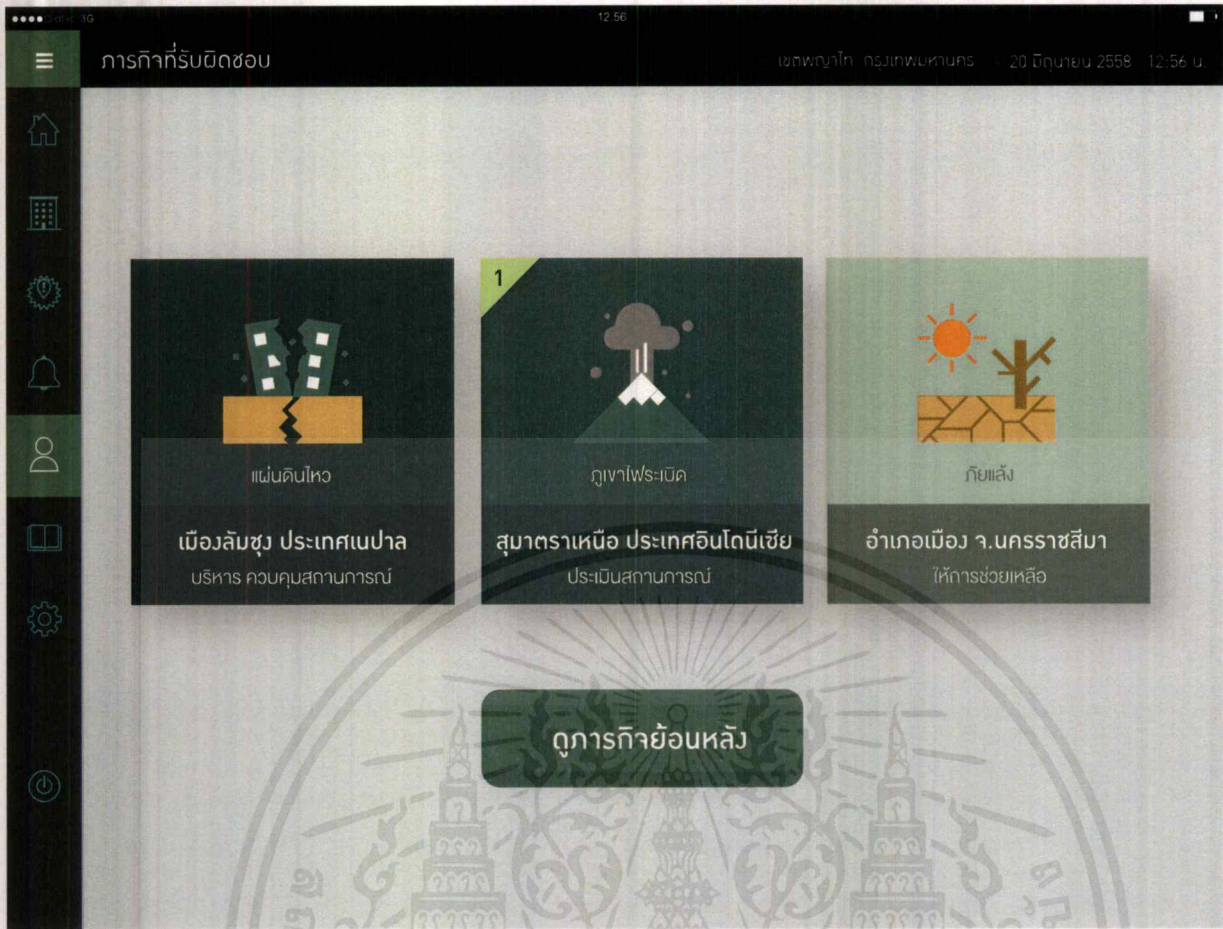 3G
12:56
ภารกิจที่รับผิดชอบ
เขตพญาไท กรุงเทพมหานคร
20 มิถุนายน 2558 12:56 น.
1
แผ่นดินไหว
ภูเขาไฟระเบิด
ภัยแล้ง
เมืองลัมชุง ประเทศเนปาล
สุมาตราเหนือ ประเทศอินโดนีเซีย
อำเภอเมือง จ.นครราชสีมา
บริหาร ควบคุมสถานการณ์
ประเมินสถานการณ์
ให้การช่วยเหลือ
ดูภารกิจย้อนหลัง